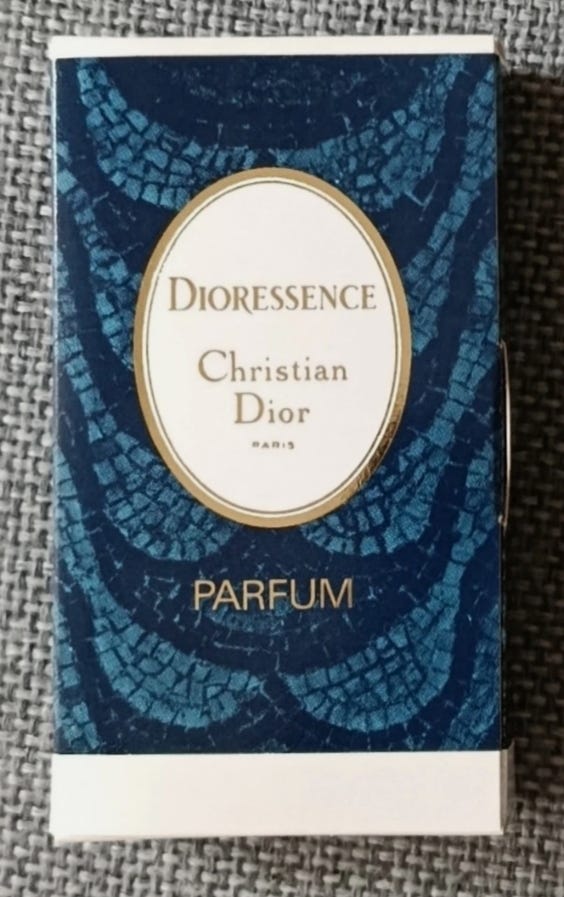 DIORESSENCE
Christian
Dior
PARIS
PARFUM